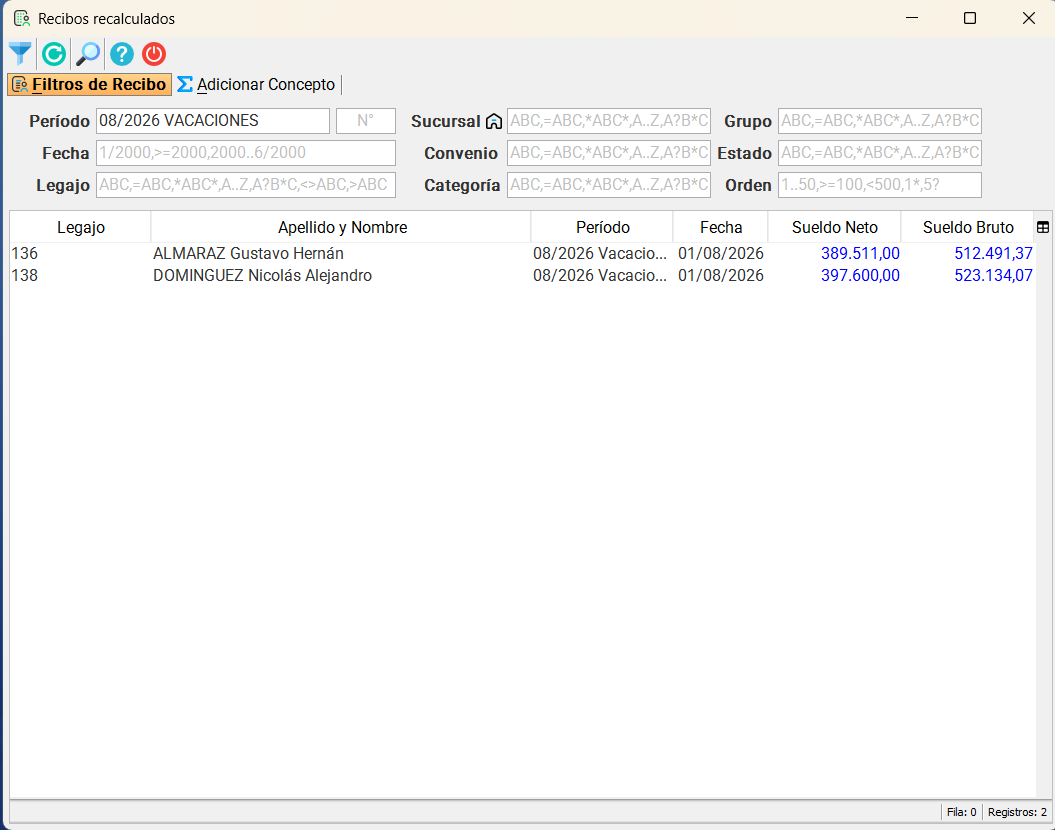 Recibos recalculados
Filtros de Recibo Adicionar Concepto
Período 08/2026 VACACIONES N° Sucursal ABC,=ABC,*ABC*,A..Z,A?B*C Grupo ABC,=ABC,*ABC*,A..Z,A?B*C
Fecha 1/2000,>=2000,2000..6/2000 Convenio ABC,=ABC,*ABC*,A..Z,A?B*C Estado ABC,=ABC,*ABC*,A..Z,A?B*C
Legajo ABC,=ABC,*ABC*,A..Z,A?B*C,<>ABC,>ABC Categoría ABC,=ABC,*ABC*,A..Z,A?B*C Orden 1..50,>=100,<500,1*,5?
Legajo Apellido y Nombre Período Fecha Sueldo Neto Sueldo Bruto
136 ALMARAZ Gustavo Hernán 08/2026 Vacacio... 01/08/2026 389.511,00 512.491,37
138 DOMINGUEZ Nicolás Alejandro 08/2026 Vacacio... 01/08/2026 397.600,00 523.134,07
Fila: 0 Registros: 2